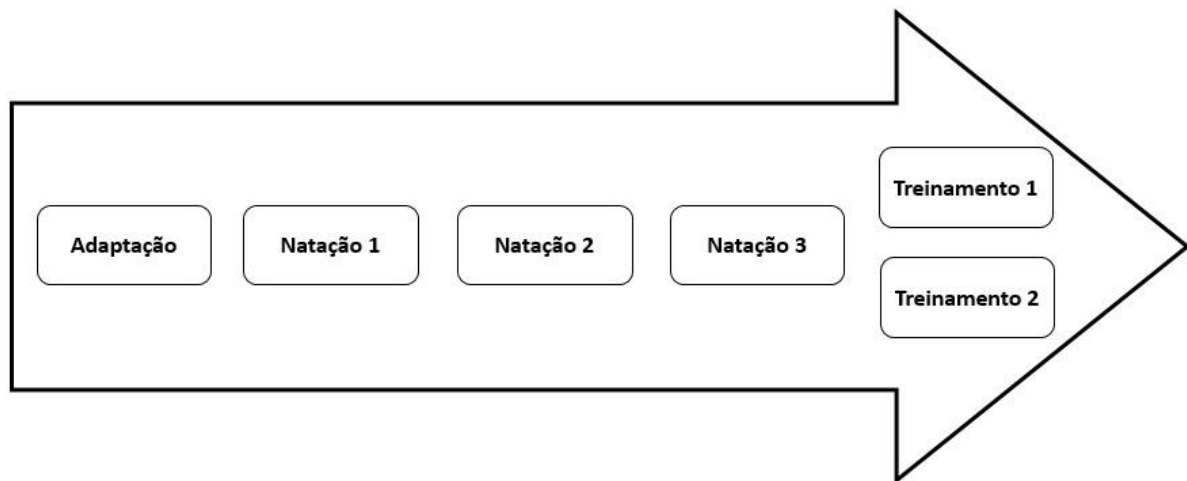 Adaptação
Natação 1
Natação 2
Natação 3
Treinamento 1
Treinamento 2